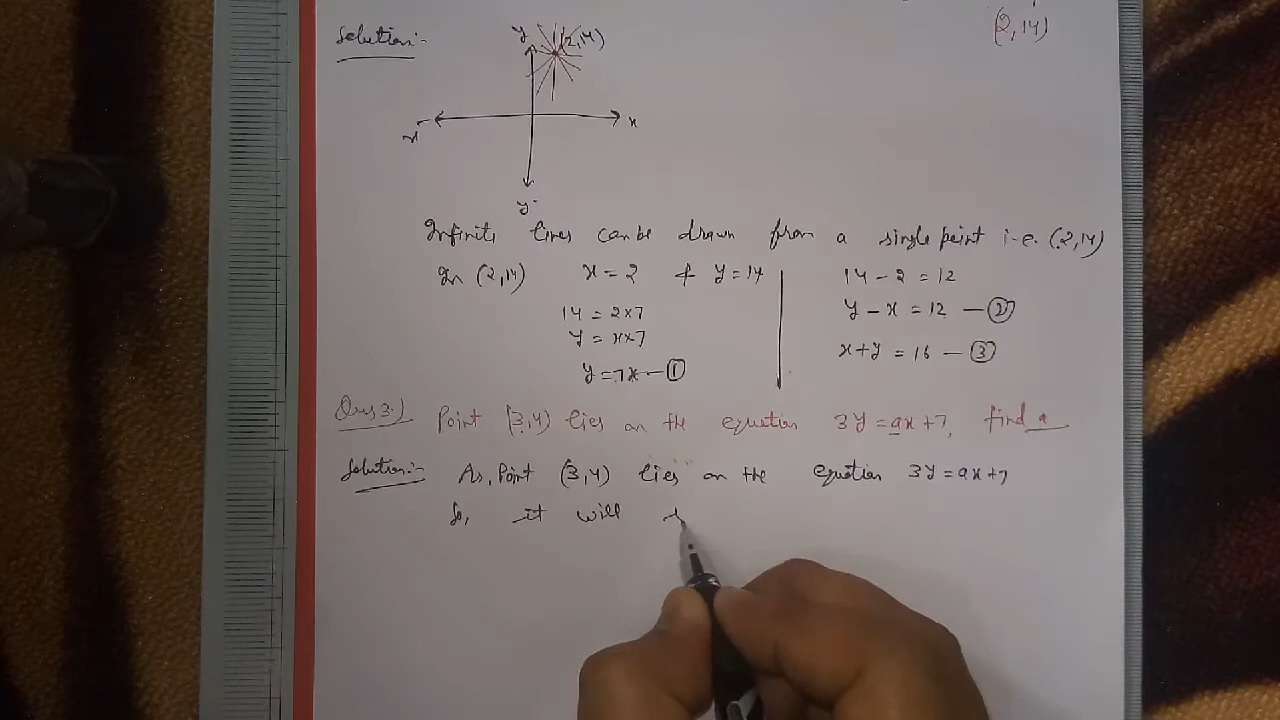 (2,14)
Solution:-
y
(2,14)
x' x
y'
Infinite lines can be drawn from a single point i.e. (2,14)
In (2,14) x = 2 & y = 14
14 = 2x7
y = x x 7
y = 7x — ①
14 - 2 = 12
y - x = 12 — ②
x + y = 16 — ③
Ques 3.) Point (3,4) lies on the equation 3y = ax + 7, find a
Solution:- As, Point (3,4) lies on the equation 3y = ax + 7
So, it will